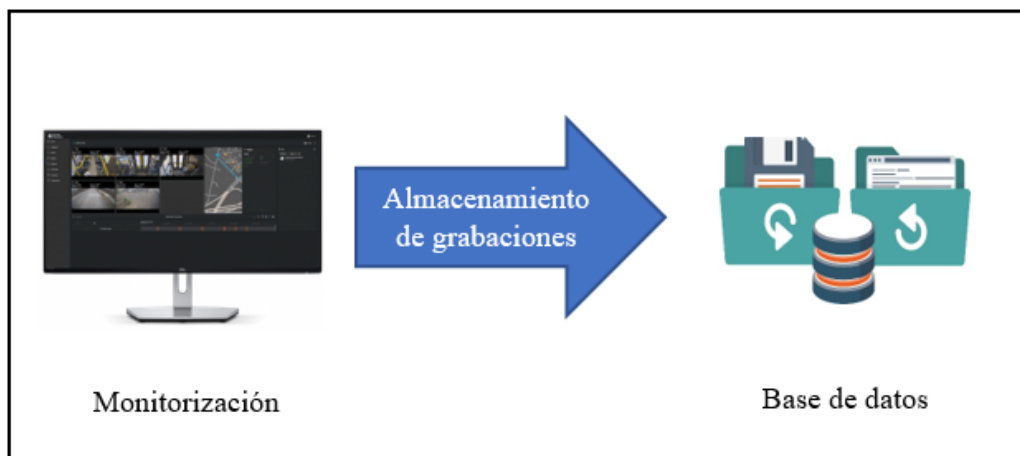 Almacenamiento
de grabaciones
Monitorización
Base de datos